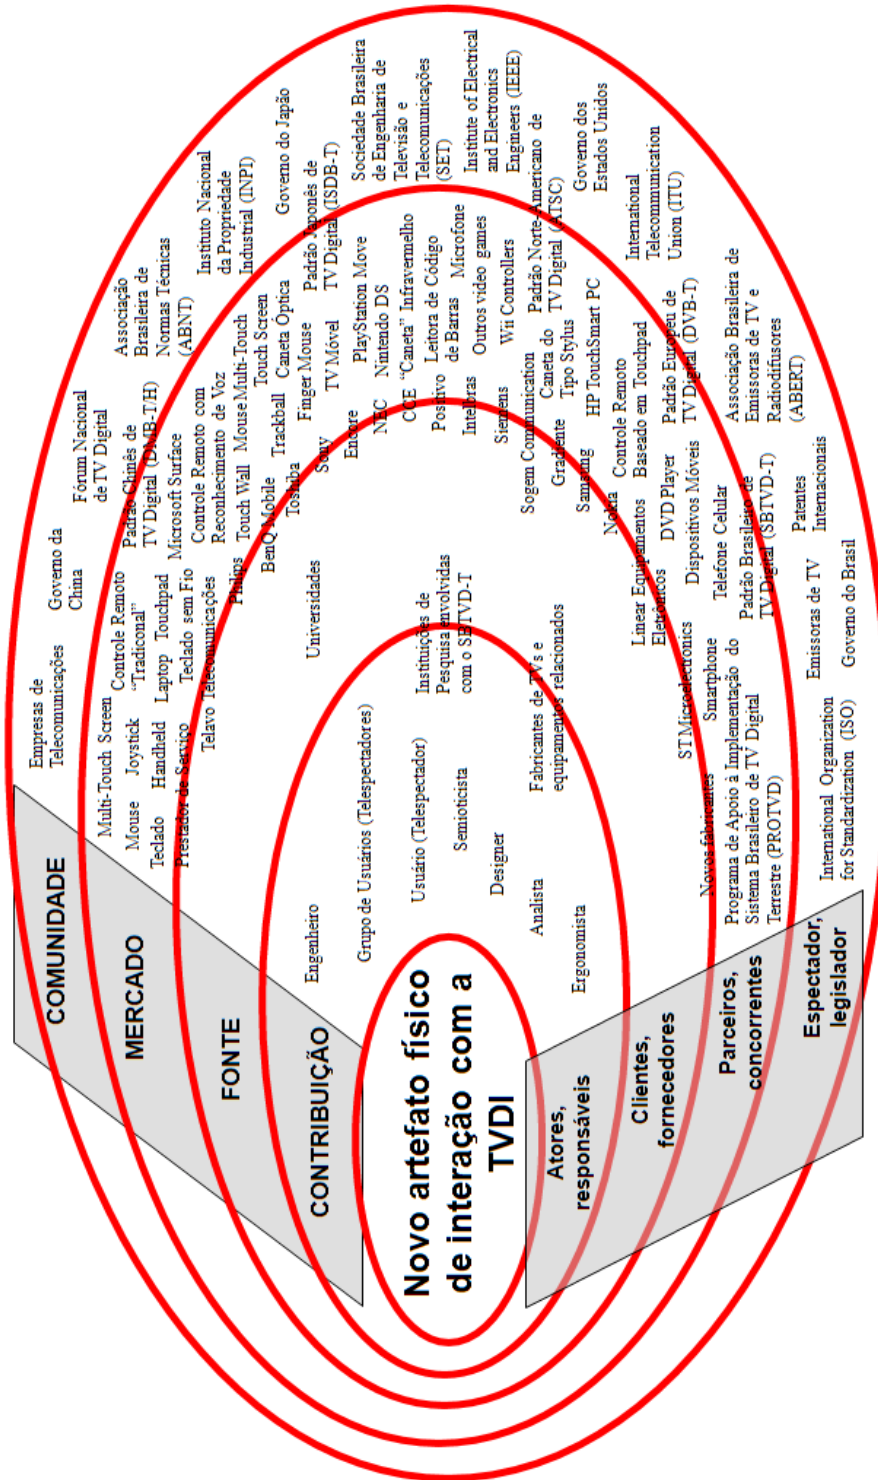 COMUNIDADE
MERCADO
FONTE
CONTRIBUIÇÃO
Novo artefato físico
de interação com a
TVDI
Atores,
responsáveis
Clientes,
fornecedores
Parceiros,
concorrentes
Espectador,
legislador
Engenheiro
Grupo de Usuários (Telespectadores)
Usuário (Telespectador)
Semioticista
Designer
Analista
Ergonomista
Universidades
Instituições de
Pesquisa envolvidas
com o SBTVD-T
Fabricantes de TVs e
equipamentos relacionados
Prestador de Serviço
Telavo Telecomunicações
Philips
BenQ Mobile
Toshiba
Sony
Encore
NEC
CCE
Positivo
Intelbras
Siemens
Sogem Communication
Gradiente
Samsung
Nokia
Linear Equipamentos
Eletrônicos
STMicroelectronics
Novos fabricantes
Multi-Touch Screen
Mouse Joystick
Controle Remoto
“Tradiconal”
Teclado Handheld
Laptop Touchpad
Teclado sem Fio
Padrão Chinês de
TV Digital (DMB-TH)
Microsoft Surface
Controle Remoto com
Reconhecimento de Voz
Touch Wall Mouse Multi-Touch
Touch Screen
Trackball Caneta Óptica
Finger Mouse
TV Móvel
Padrão Japonês de
TV Digital (ISDB-T)
PlayStation Move
Nintendo DS
“Caneta” Infravermelho
Leitora de Código
de Barras Microfone
Outros video games
Wii Controllers
Padrão Norte-Americano de
TV Digital (ATSC)
Caneta do
Tipo Stylus
HP TouchSmart PC
Controle Remoto
Baseado em Touchpad
Padrão Europeu de
TV Digital (DVB-T)
DVD Player
Dispositivos Móveis
Telefone Celular
Padrão Brasileiro de
TV Digital (SBTVD-T)
Smartphone
Programa de Apoio à Implementação do
Sistema Brasileiro de TV Digital
Terrestre (PROTVD)
Empresas de
Telecomunicações
Governo da
China
Fórum Nacional
de TV Digital
Associação
Brasileira de
Normas Técnicas
(ABNT)
Instituto Nacional
da Propriedade
Industrial (INPI)
Governo do Japão
Sociedade Brasileira
de Engenharia de
Televisão e
Telecomunicações
(SET)
Institute of Electrical
and Electronics
Engineers (IEEE)
Governo dos
Estados Unidos
International
Telecommunication
Union (ITU)
Associação Brasileira de
Emissoras de TV e
Radiodifusores
(ABERT)
Patentes
Internacionais
Emissoras de TV
Governo do Brasil
International Organization
for Standardization (ISO)